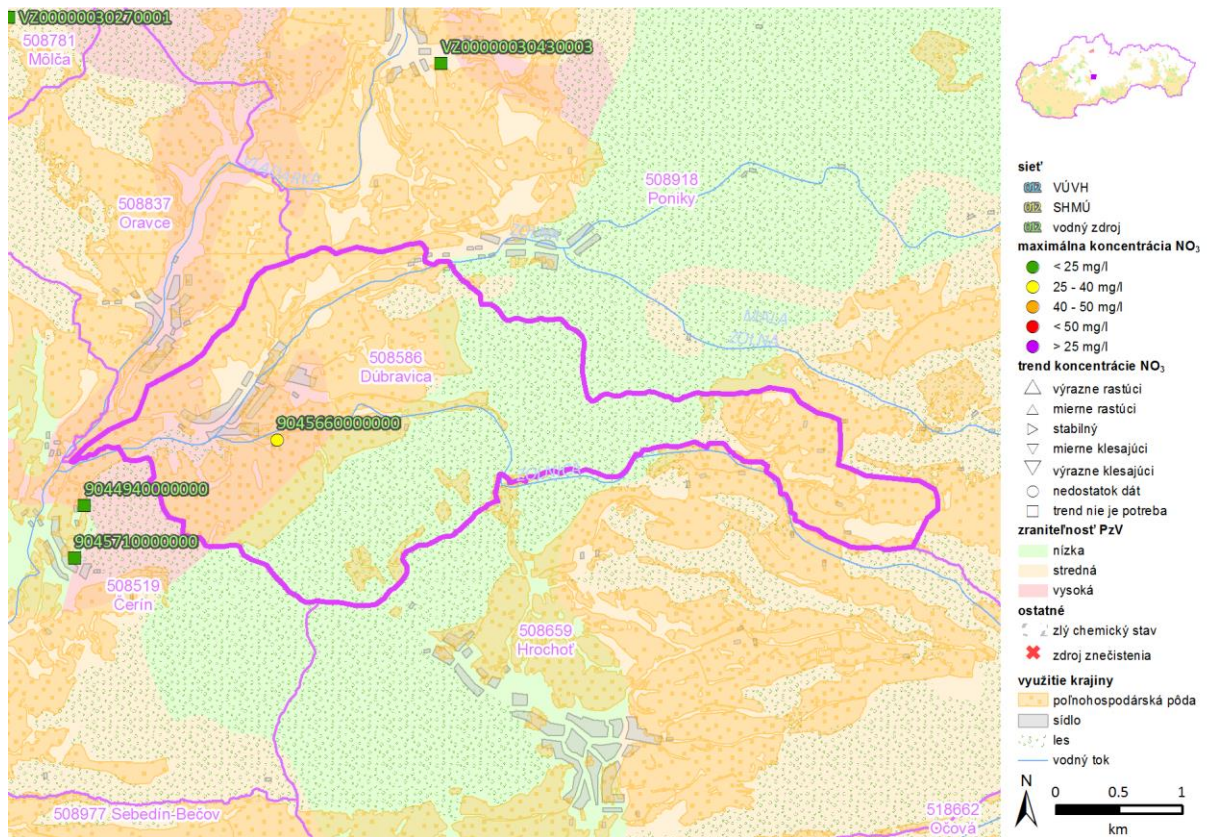 VZ00000030270001
508781
Môlča
VZ00000030430003
508837
Oravce
508918
Poniky
MALÁ
ZOLNÁ
508586
Dúbravica
9045660000000
9044940000000
9045710000000
508519
Čerín
508659
Hrochoť
508977 Sebedín-Bečov
518662
Očová
sieť
VÚVH
SHMÚ
vodný zdroj
maximálna koncentrácia NO₃
< 25 mg/l
25 - 40 mg/l
40 - 50 mg/l
< 50 mg/l
> 25 mg/l
trend koncentrácie NO₃
výrazne rastúci
mierne rastúci
stabilný
mierne klesajúci
výrazne klesajúci
nedostatok dát
trend nie je potreba
zraniteľnosť PzV
nízka
stredná
vysoká
ostatné
zlý chemický stav
zdroj znečistenia
využitie krajiny
poľnohospodárská pôda
sídlo
les
vodný tok
N
0 0,5 1
km